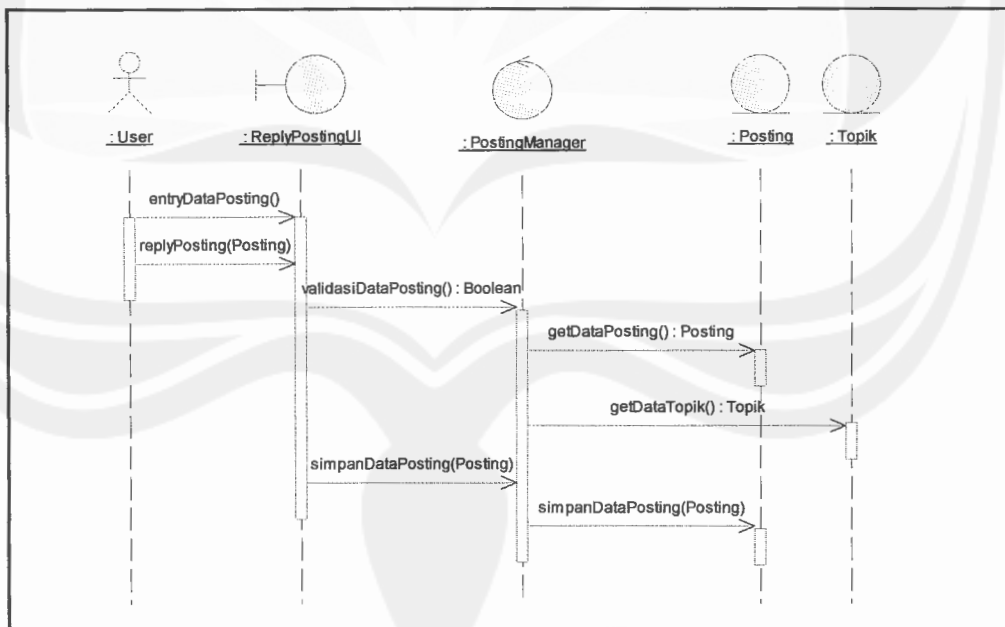 : User
: ReplyPostingUI
: PostingManager
: Posting
: Topik
entryDataPosting()
replyPosting(Posting)
validasiDataPosting() : Boolean
getDataPosting() : Posting
getDataTopik() : Topik
simpanDataPosting(Posting)
simpanDataPosting(Posting)